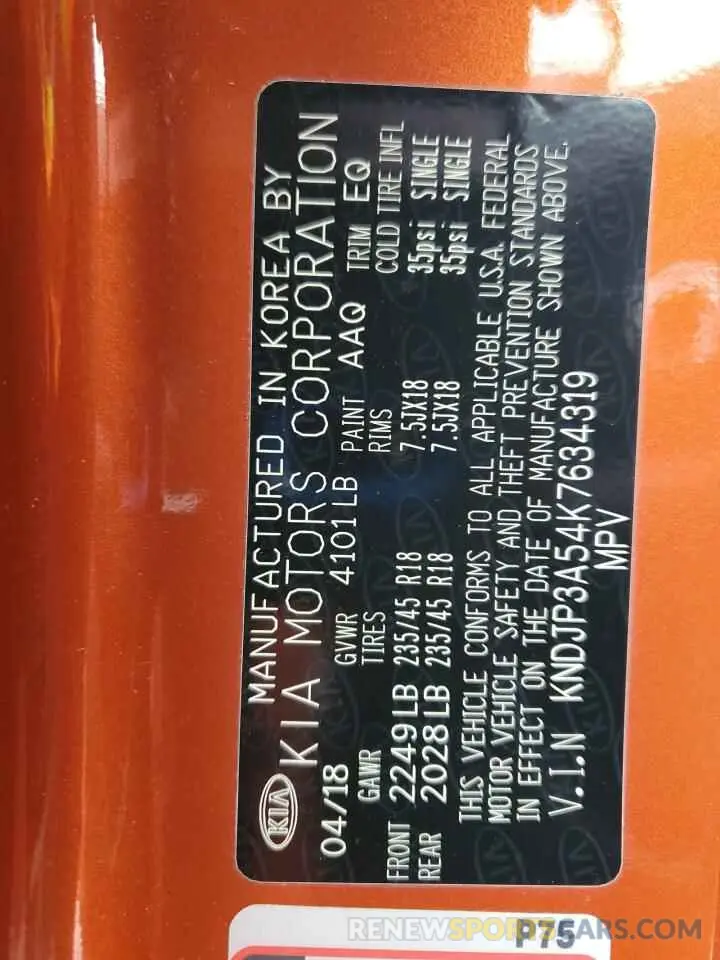 KIA
MANUFACTURED IN KOREA BY
KIA MOTORS CORPORATION
04/18 GVWR 4101LB PAINT AAQ TRIM EQ
GAWR TIRES RIMS COLD TIRE INFL
FRONT 2249LB 235/45 R18 7.5JX18 35psi SINGLE
REAR 2028LB 235/45 R18 7.5JX18 35psi SINGLE
THIS VEHICLE CONFORMS TO ALL APPLICABLE U.S.A. FEDERAL
MOTOR VEHICLE SAFETY AND THEFT PREVENTION STANDARDS
IN EFFECT ON THE DATE OF MANUFACTURE SHOWN ABOVE.
V.I.N KNDJP3A54K7634319
MPV
P75
RENEWSPORTSCARS.COM